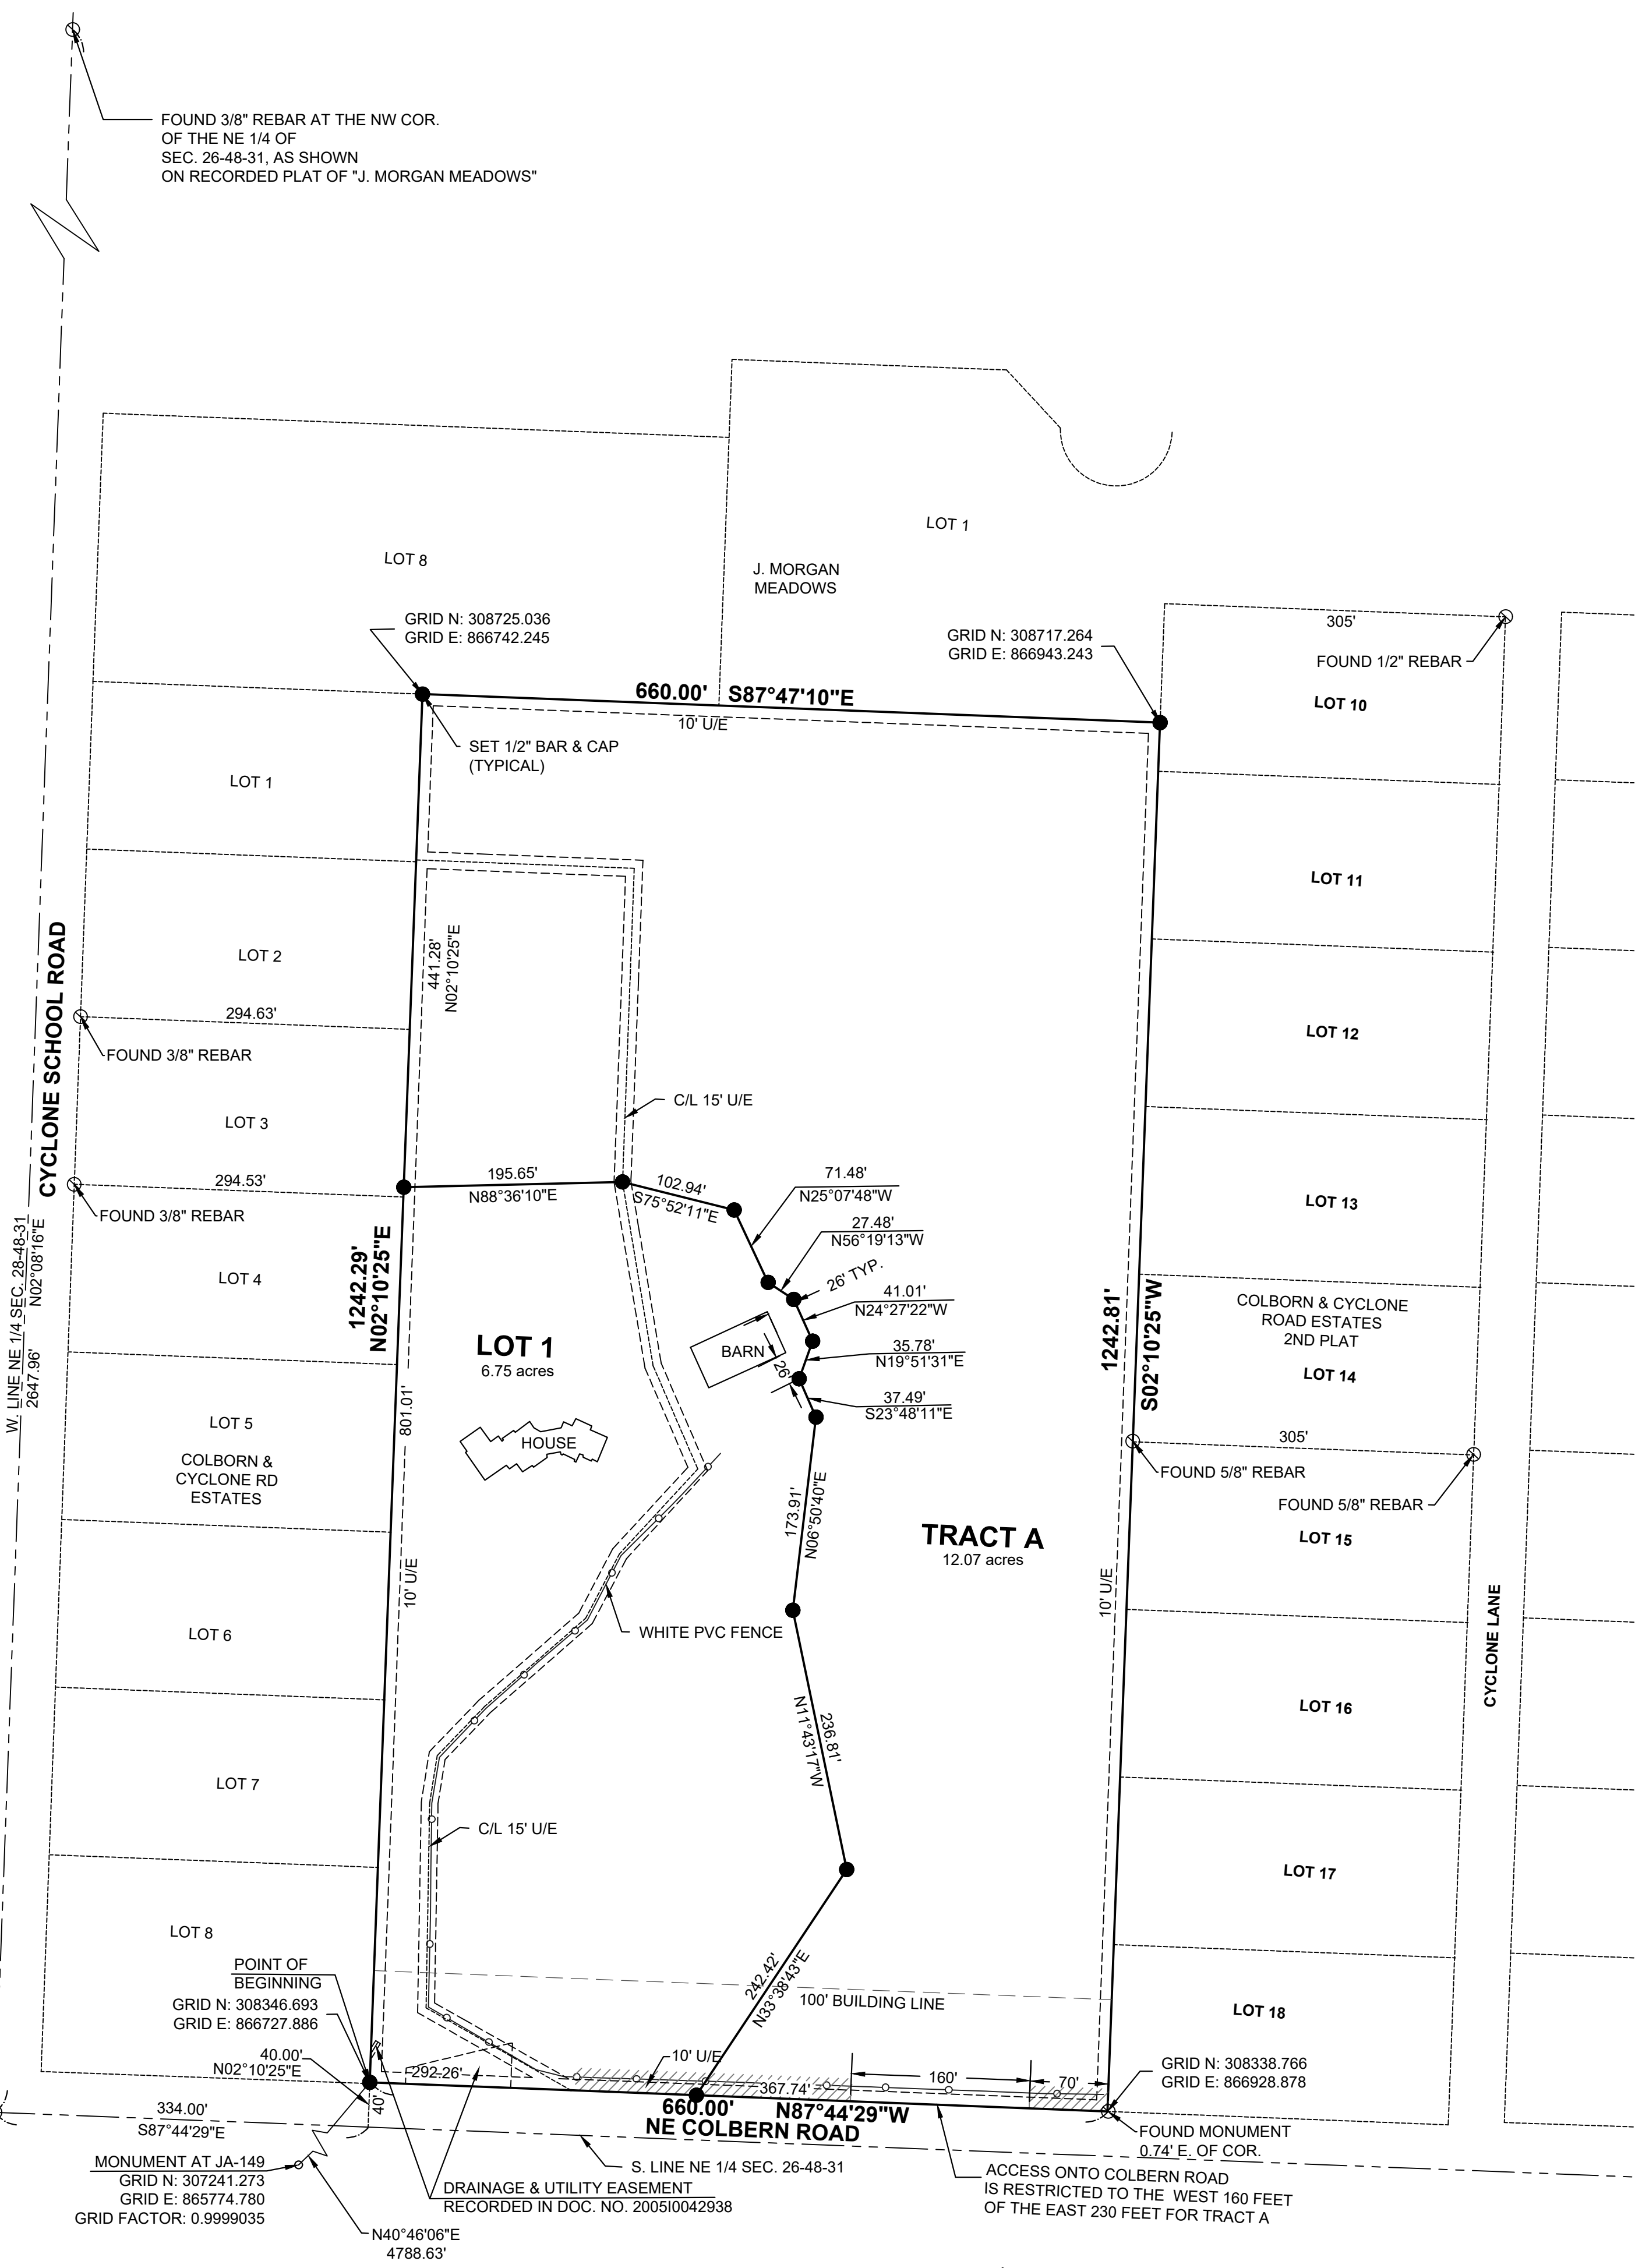 FOUND 3/8" REBAR AT THE NW COR.
OF THE NE 1/4 OF
SEC. 26-48-31, AS SHOWN
ON RECORDED PLAT OF "J. MORGAN MEADOWS"
LOT 1
LOT 8
J. MORGAN
MEADOWS
GRID N: 308725.036
GRID E: 866742.245
GRID N: 308717.264
GRID E: 866943.243
305'
FOUND 1/2" REBAR
660.00' S87°47'10"E
10' U/E
LOT 10
SET 1/2" BAR & CAP
(TYPICAL)
LOT 1
LOT 11
LOT 2
441.28'
N02°10'25"E
294.63'
LOT 12
FOUND 3/8" REBAR
CYCLONE SCHOOL ROAD
C/L 15' U/E
LOT 3
294.53'
195.65'
N88°36'10"E
102.94'
S75°52'11"E
71.48'
N25°07'48"W
LOT 13
FOUND 3/8" REBAR
27.48'
N56°19'13"W
W. LINE NE 1/4 SEC. 28-48-31
N02°08'16"E
2647.96'
LOT 4
1242.29'
N02°10'25"E
26' TYP.
41.01'
N24°27'22"W
1242.81'
S02°10'25"W
COLBORN & CYCLONE
ROAD ESTATES
2ND PLAT
LOT 1
6.75 acres
BARN
26'
35.78'
N19°51'31"E
LOT 14
37.49'
S23°48'11"E
801.01'
LOT 5
HOUSE
305'
COLBORN &
CYCLONE RD
ESTATES
FOUND 5/8" REBAR
FOUND 5/8" REBAR
173.91'
N06°50'40"E
TRACT A
12.07 acres
LOT 15
10' U/E
10' U/E
CYCLONE LANE
LOT 6
WHITE PVC FENCE
LOT 16
236.81'
N11°43'17"W
LOT 7
C/L 15' U/E
LOT 17
LOT 8
POINT OF
BEGINNING
242.42'
N33°38'43"E
100' BUILDING LINE
GRID N: 308346.693
GRID E: 866727.886
LOT 18
40.00'
N02°10'25"E
10' U/E
292.26'
160'
70'
GRID N: 308338.766
GRID E: 866928.878
367.74'
40'
334.00'
S87°44'29"E
660.00' N87°44'29"W
NE COLBERN ROAD
FOUND MONUMENT
0.74' E. OF COR.
MONUMENT AT JA-149
GRID N: 307241.273
GRID E: 865774.780
GRID FACTOR: 0.9999035
S. LINE NE 1/4 SEC. 26-48-31
DRAINAGE & UTILITY EASEMENT
RECORDED IN DOC. NO. 2005I0042938
ACCESS ONTO COLBERN ROAD
IS RESTRICTED TO THE WEST 160 FEET
OF THE EAST 230 FEET FOR TRACT A
N40°46'06"E
4788.63'